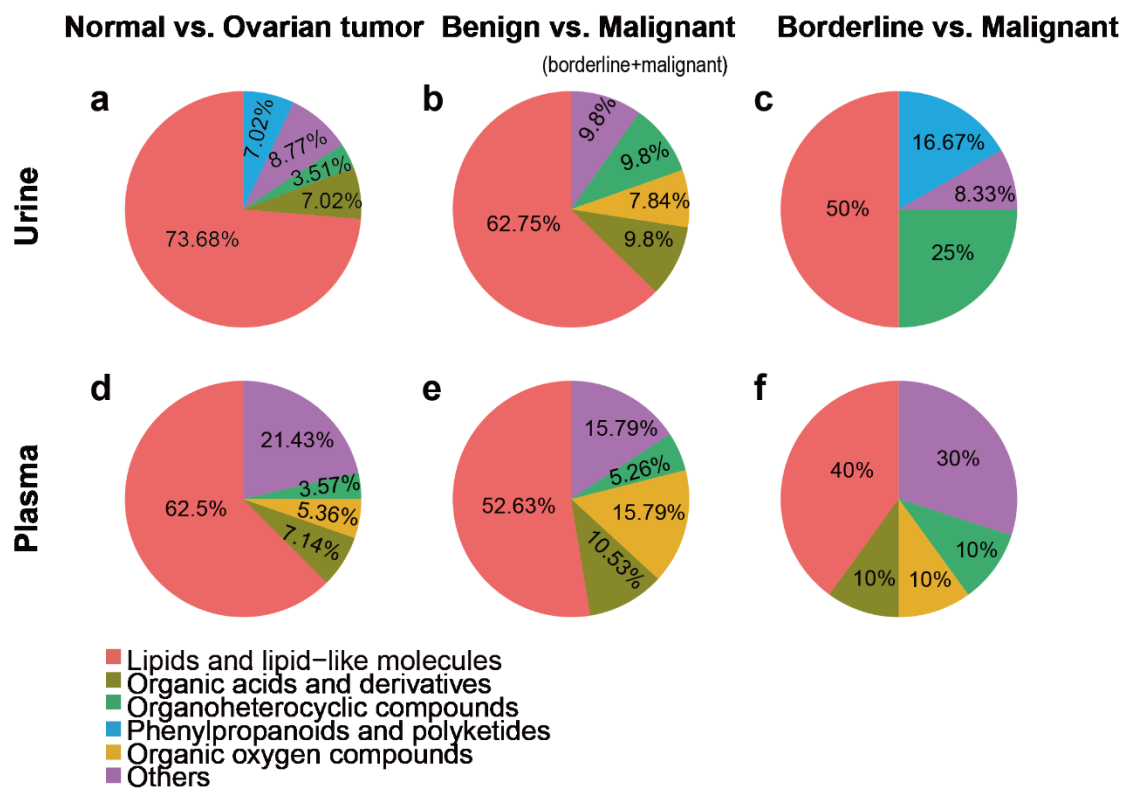 Normal vs. Ovarian tumor
Benign vs. Malignant
(borderline+malignant)
Borderline vs. Malignant
Urine
a
7.02%
8.77%
3.51%
7.02%
73.68%
b
9.8%
9.8%
7.84%
9.8%
62.75%
c
16.67%
8.33%
25%
50%
Plasma
d
21.43%
3.57%
5.36%
7.14%
62.5%
e
15.79%
5.26%
15.79%
10.53%
52.63%
f
30%
10%
10%
10%
40%
Lipids and lipid−like molecules
Organic acids and derivatives
Organoheterocyclic compounds
Phenylpropanoids and polyketides
Organic oxygen compounds
Others